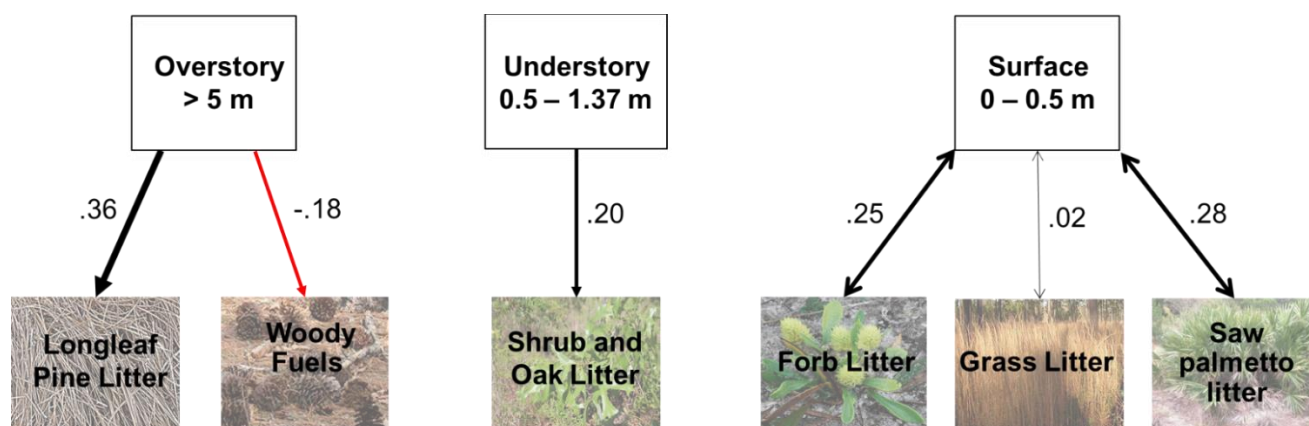 Overstory
> 5 m
Understory
0.5 – 1.37 m
Surface
0 – 0.5 m
.36
-.18
.20
.25
.02
.28
Longleaf
Pine Litter
Woody
Fuels
Shrub and
Oak Litter
Forb Litter
Grass Litter
Saw
palmetto
litter